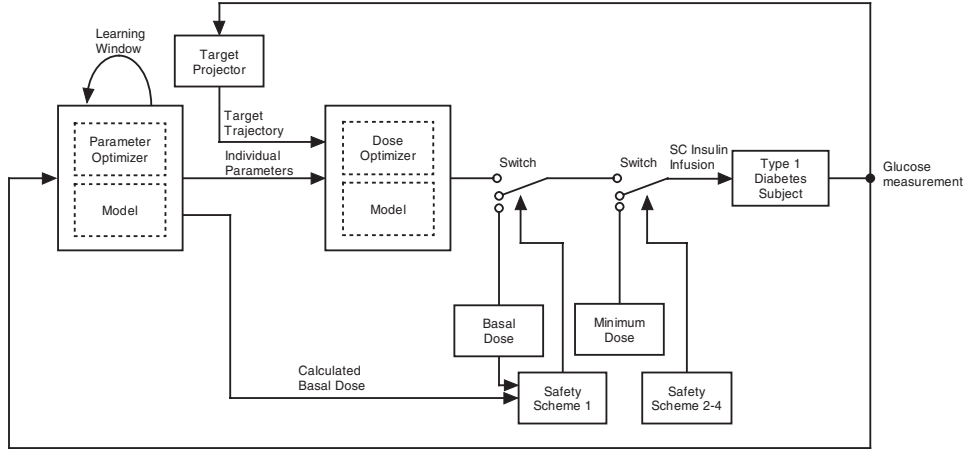 Learning
Window
Target
Projector
Target
Trajectory
Parameter
Optimizer
Model
Individual
Parameters
Dose
Optimizer
Model
Switch
Switch
SC Insulin
Infusion
Type 1
Diabetes
Subject
Glucose
measurement
Basal
Dose
Minimum
Dose
Calculated
Basal Dose
Safety
Scheme 1
Safety
Scheme 2-4